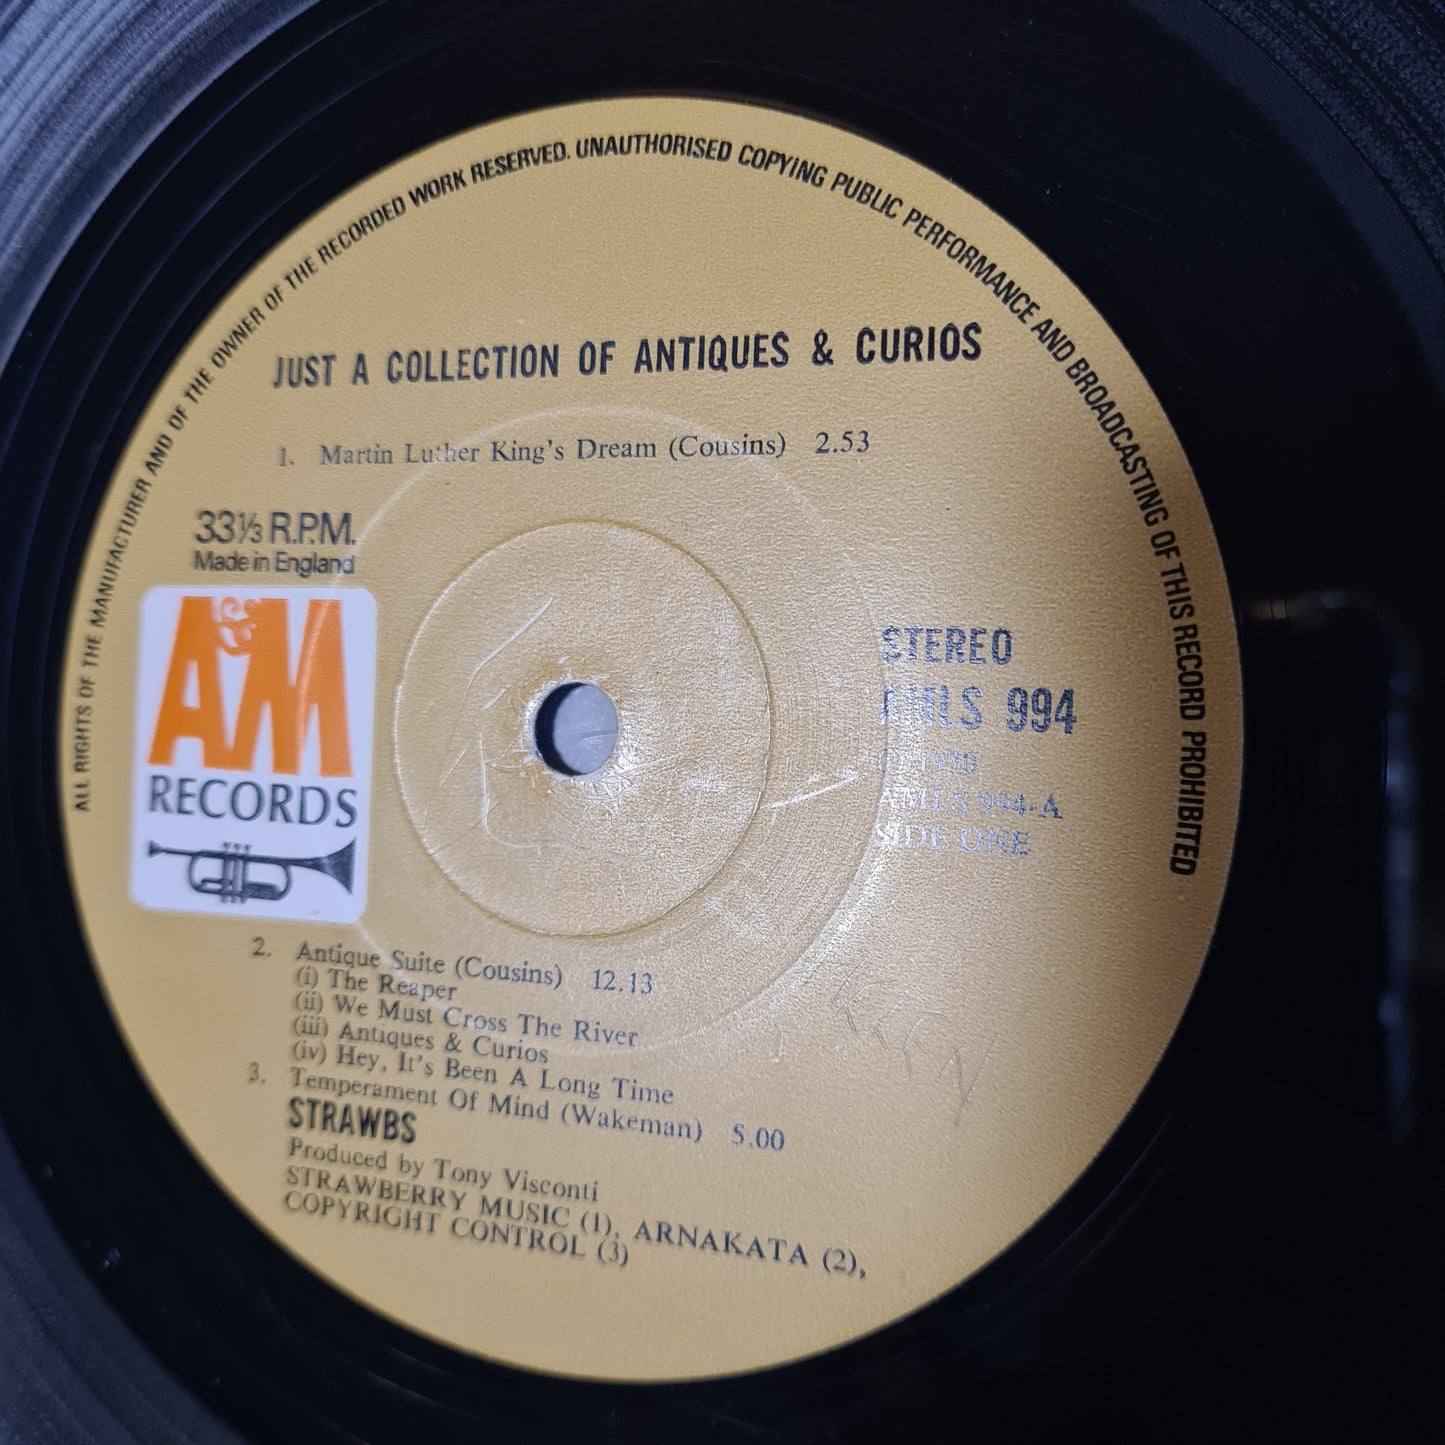 ALL RIGHTS OF THE MANUFACTURER AND OF THE OWNER OF THE RECORDED WORK RESERVED. UNAUTHORISED COPYING PUBLIC PERFORMANCE AND BROADCASTING OF THIS RECORD PROHIBITED
JUST A COLLECTION OF ANTIQUES & CURIOS
1. Martin Luther King's Dream (Cousins) 2.53
33⅓ R.P.M.
Made in England
A&M
RECORDS
STEREO
AMLS 994
℗ 1970
AMLS 994-A
SIDE ONE
2. Antique Suite (Cousins) 12.13
(i) The Reaper
(ii) We Must Cross The River
(iii) Antiques & Curios
(iv) Hey, It's Been A Long Time
3. Temperament Of Mind (Wakeman) 5.00
STRAWBS
Produced by Tony Visconti
STRAWBERRY MUSIC (1), ARNAKATA (2),
COPYRIGHT CONTROL (3)